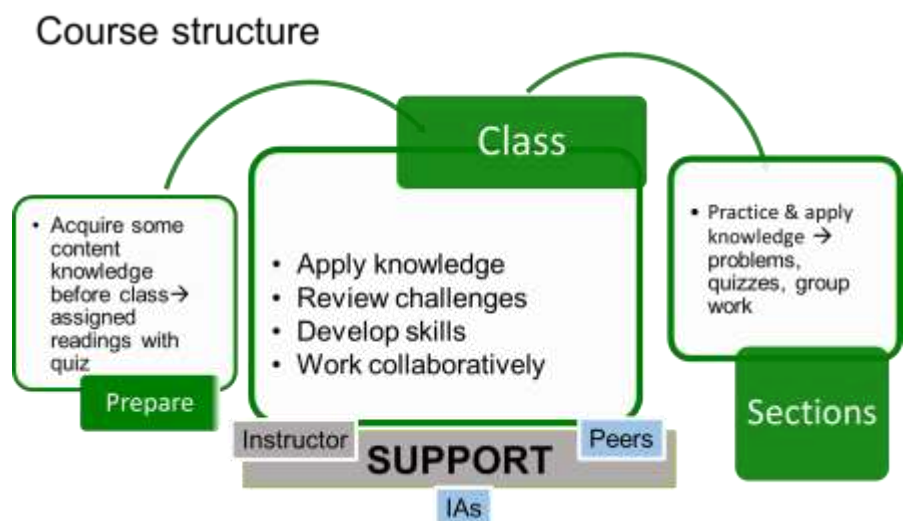 Course structure
• Acquire some
content
knowledge
before class→
assigned
readings with
quiz
Prepare
Class
• Apply knowledge
• Review challenges
• Develop skills
• Work collaboratively
• Practice & apply
knowledge →
problems,
quizzes, group
work
Sections
Instructor
Peers
SUPPORT
IAs